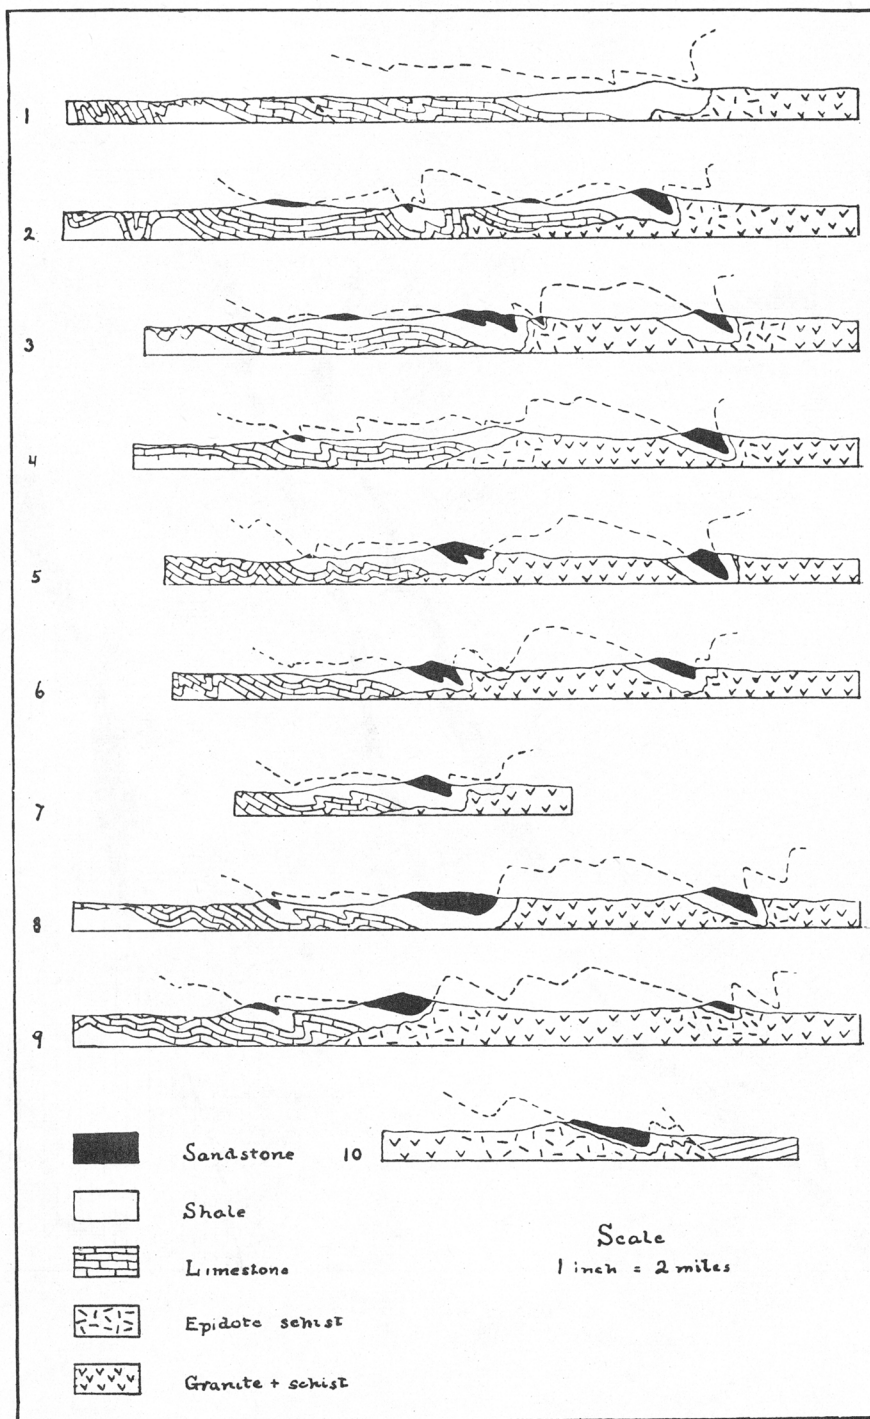 1
2
3
4
5
6
7
8
9
Sandstone
10
Shale
Limestone
Epidote schist
Granite + schist
Scale
1 inch = 2 miles